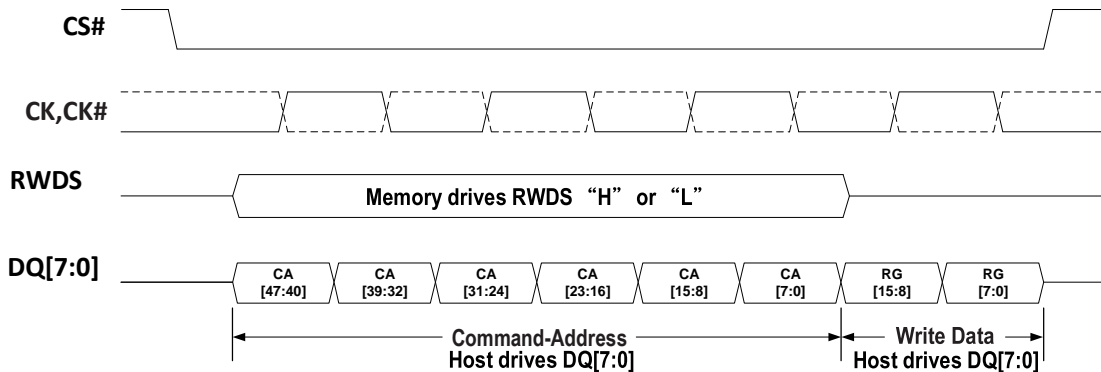 CS#
CK,CK#
RWDS
Memory drives RWDS “H” or “L”
DQ[7:0]
CA CA CA CA CA CA RG RG
[47:40] [39:32] [31:24] [23:16] [15:8] [7:0] [15:8] [7:0]
Command-Address Write Data
Host drives DQ[7:0] Host drives DQ[7:0]